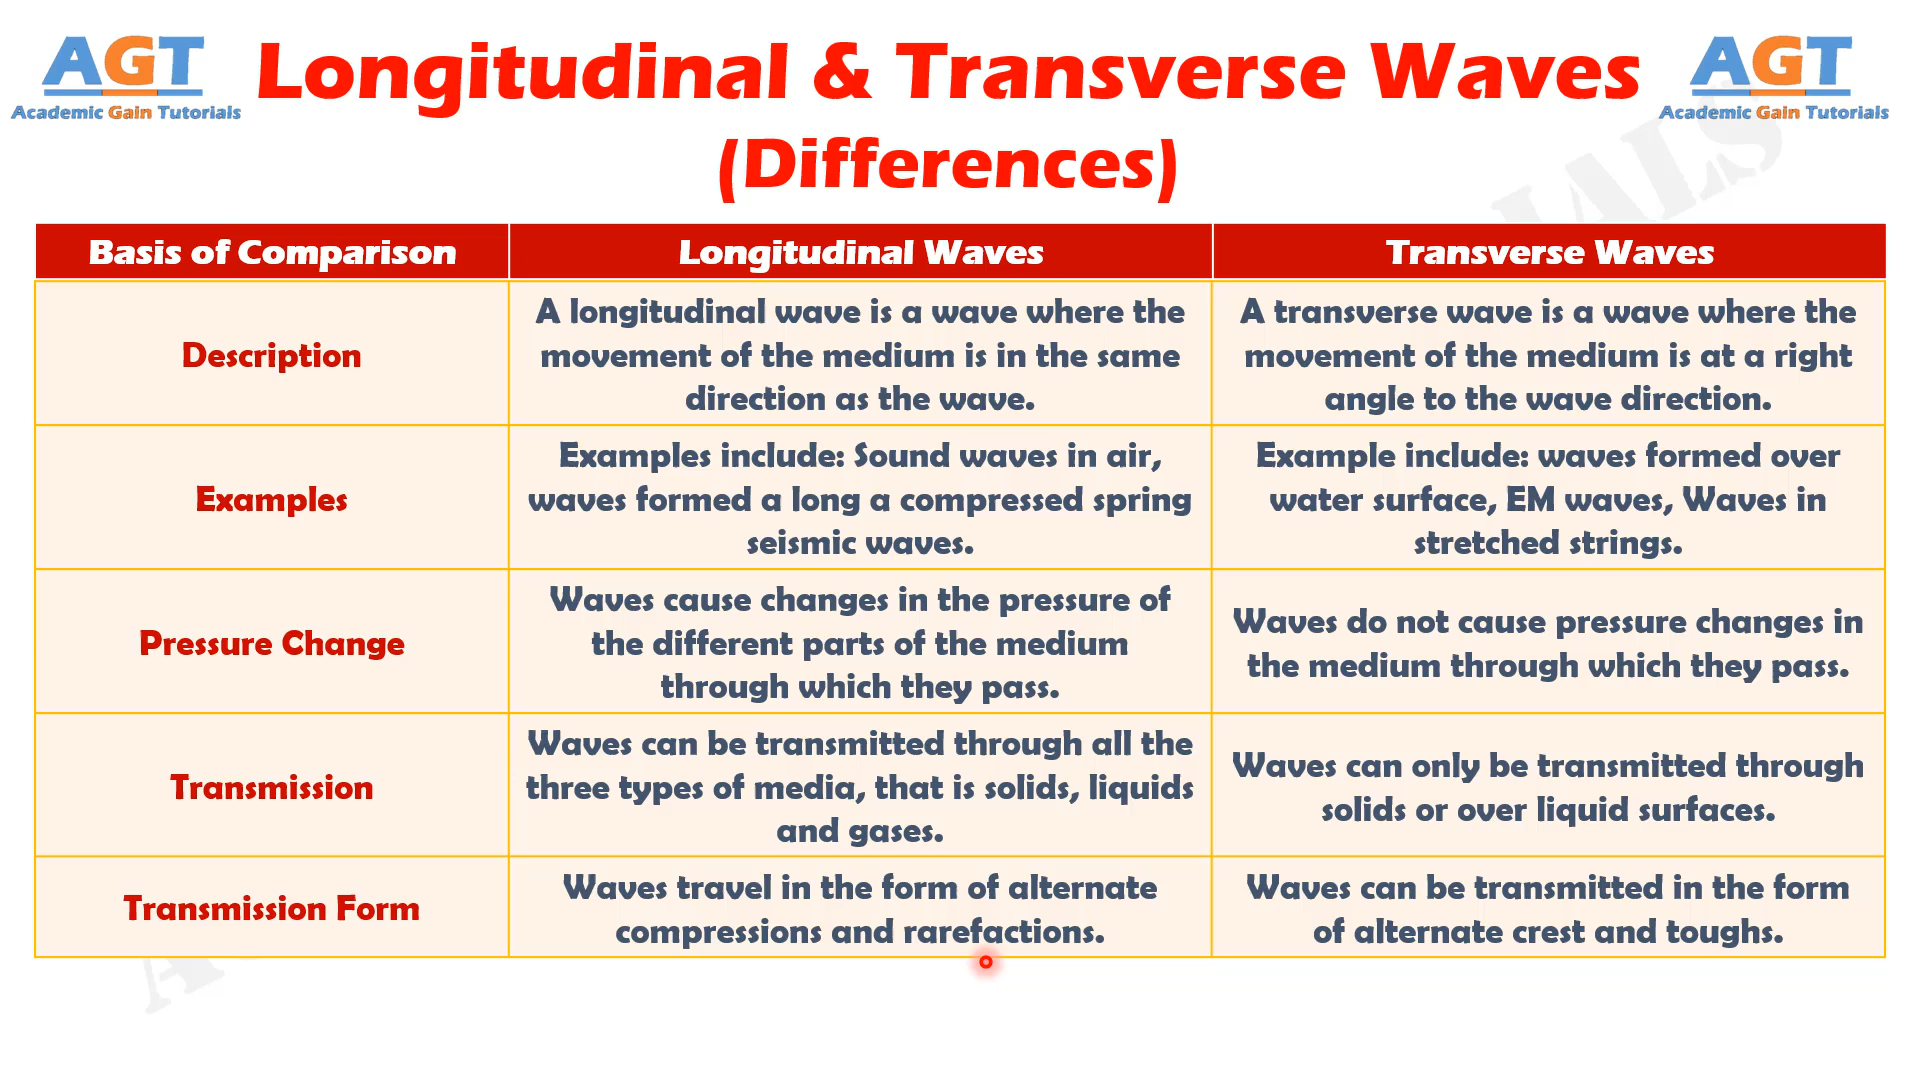 AGT
Academic Gain Tutorials
Longitudinal & Transverse Waves
(Differences)
AGT
Academic Gain Tutorials
Basis of Comparison
Longitudinal Waves
Transverse Waves
Description
A longitudinal wave is a wave where the
movement of the medium is in the same
direction as the wave.
A transverse wave is a wave where the
movement of the medium is at a right
angle to the wave direction.
Examples
Examples include: Sound waves in air,
waves formed a long a compressed spring
seismic waves.
Example include: waves formed over
water surface, EM waves, Waves in
stretched strings.
Pressure Change
Waves cause changes in the pressure of
the different parts of the medium
through which they pass.
Waves do not cause pressure changes in
the medium through which they pass.
Transmission
Waves can be transmitted through all the
three types of media, that is solids, liquids
and gases.
Waves can only be transmitted through
solids or over liquid surfaces.
Transmission Form
Waves travel in the form of alternate
compressions and rarefactions.
Waves can be transmitted in the form
of alternate crest and toughs.